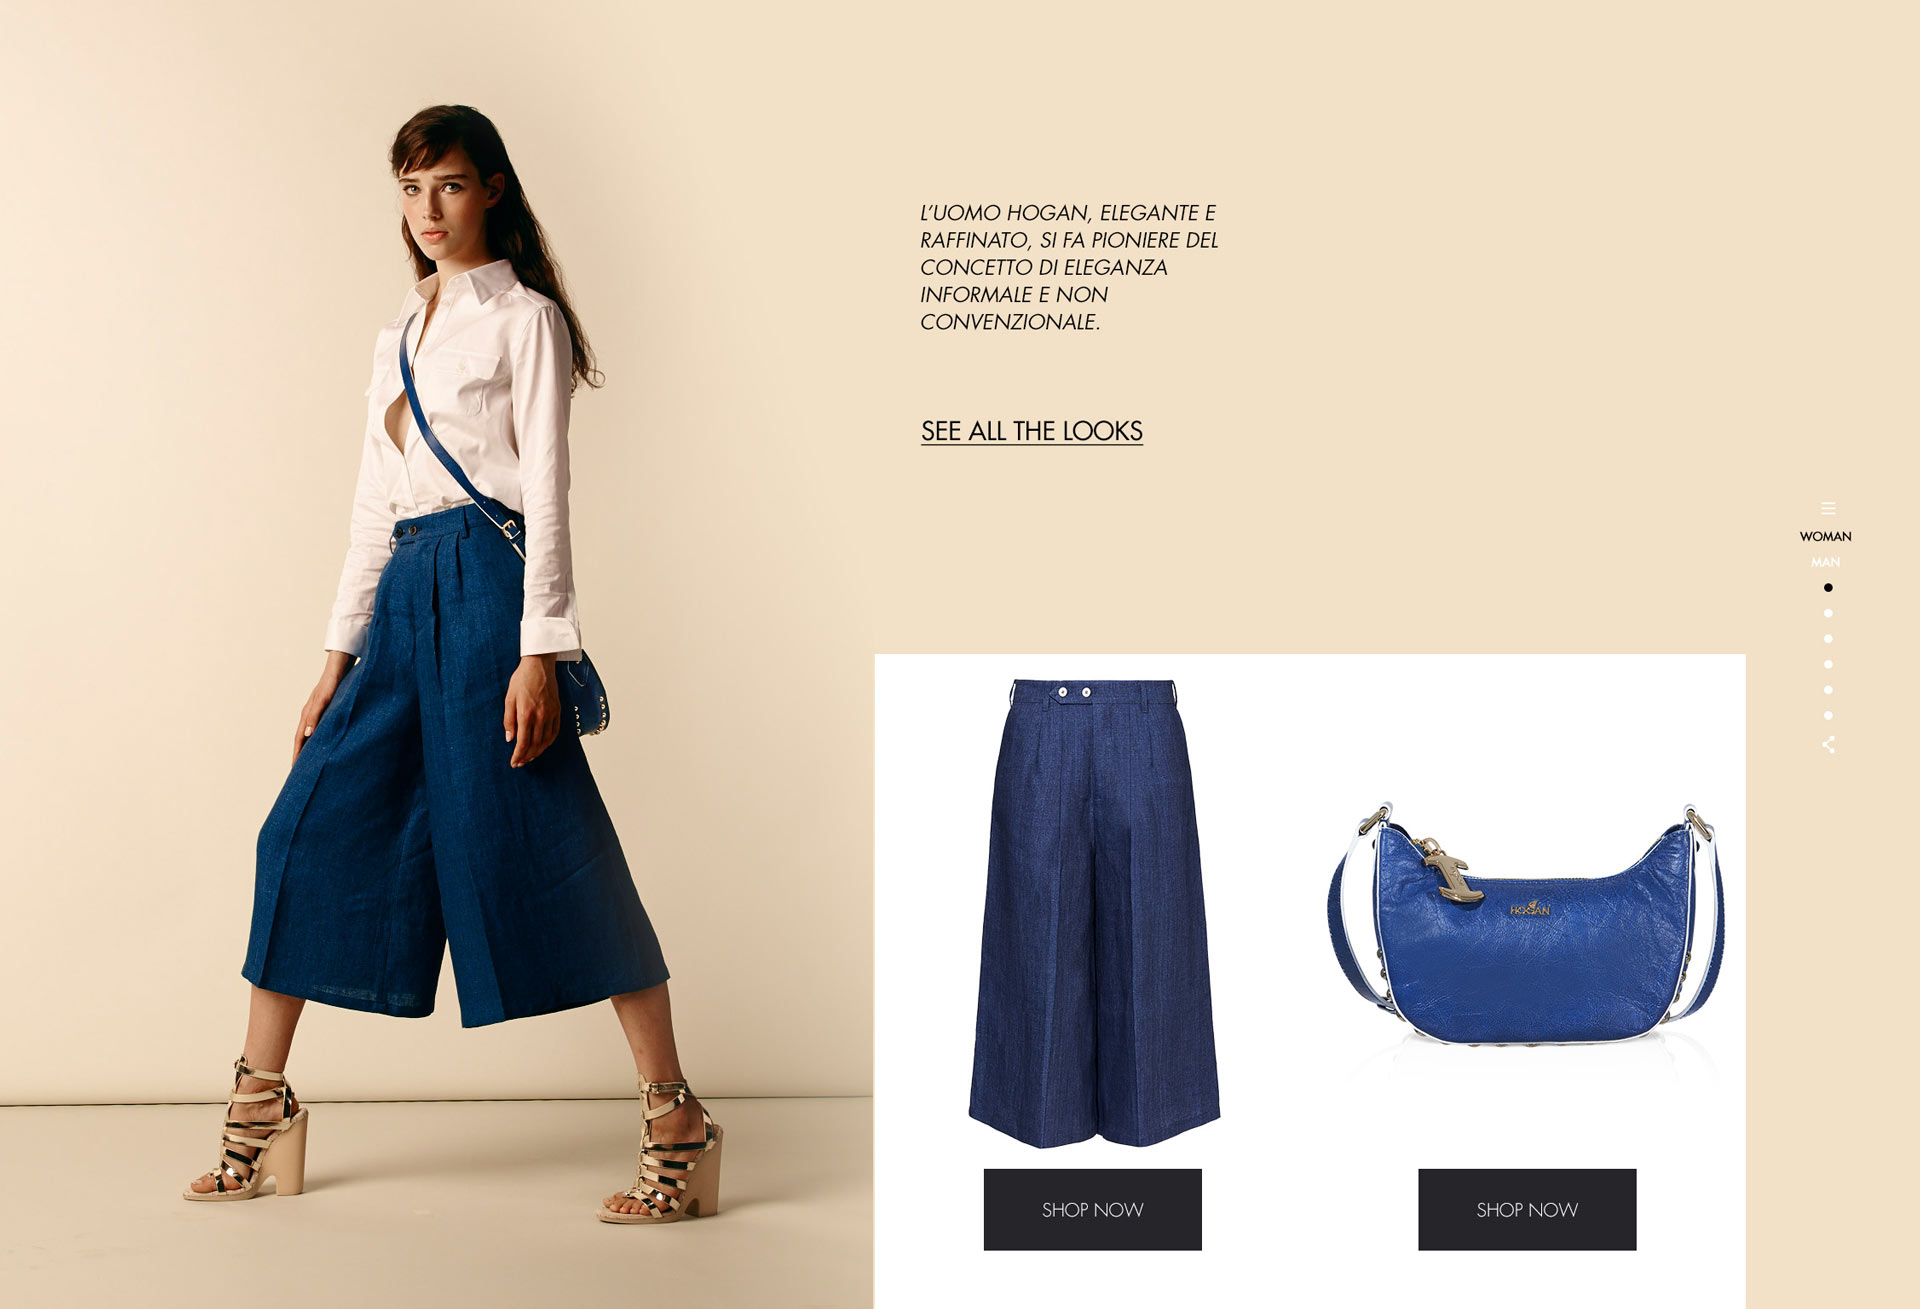 L'UOMO HOGAN, ELEGANTE E
RAFFINATO, SI FA PIONIERE DEL
CONCETTO DI ELEGANZA
INFORMALE E NON
CONVENZIONALE.
SEE ALL THE LOOKS
WOMAN
MAN
HOGAN
SHOP NOW
SHOP NOW